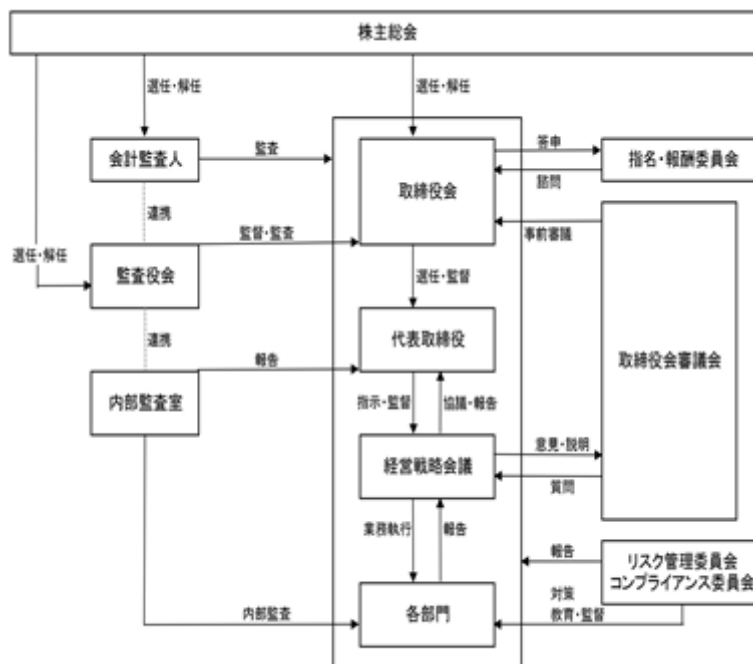 株主総会
選任・解任
選任・解任
会計監査人
監査
取締役会
答申
諮問
指名・報酬委員会
連携
監督・監査
事前審議
選任・解任
監査役会
選任・監督
連携
代表取締役
取締役会審議会
内部監査室
報告
指示・監督
協議・報告
経営戦略会議
意見・説明
質問
業務執行
報告
報告
リスク管理委員会
コンプライアンス委員会
内部監査
各部門
対策
教育・監督